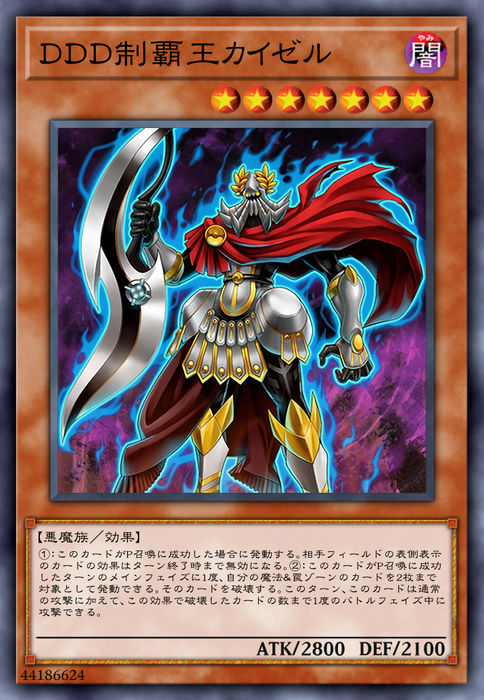 DDD制覇王カイゼル
やみ
闇
【悪魔族／効果】
①：このカードがP召喚に成功した場合に発動する。相手フィールドの表側表示
のカードの効果はターン終了時まで無効になる。②：このカードがP召喚に成功
したターンのメインフェイズに1度、自分の魔法&罠ゾーンのカードを2枚まで
対象として発動できる。そのカードを破壊する。このターン、このカードは通常
の攻撃に加えて、この効果で破壊したカードの数まで1度のバトルフェイズ中に
攻撃できる。
ATK/2800 DEF/2100
44186624